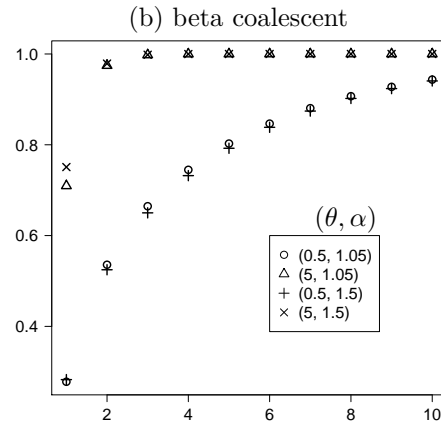 (b) beta coalescent
1.0
0.8
0.6
0.4
2 4 6 8 10
(θ, α)
(0.5, 1.05)
(5, 1.05)
(0.5, 1.5)
(5, 1.5)